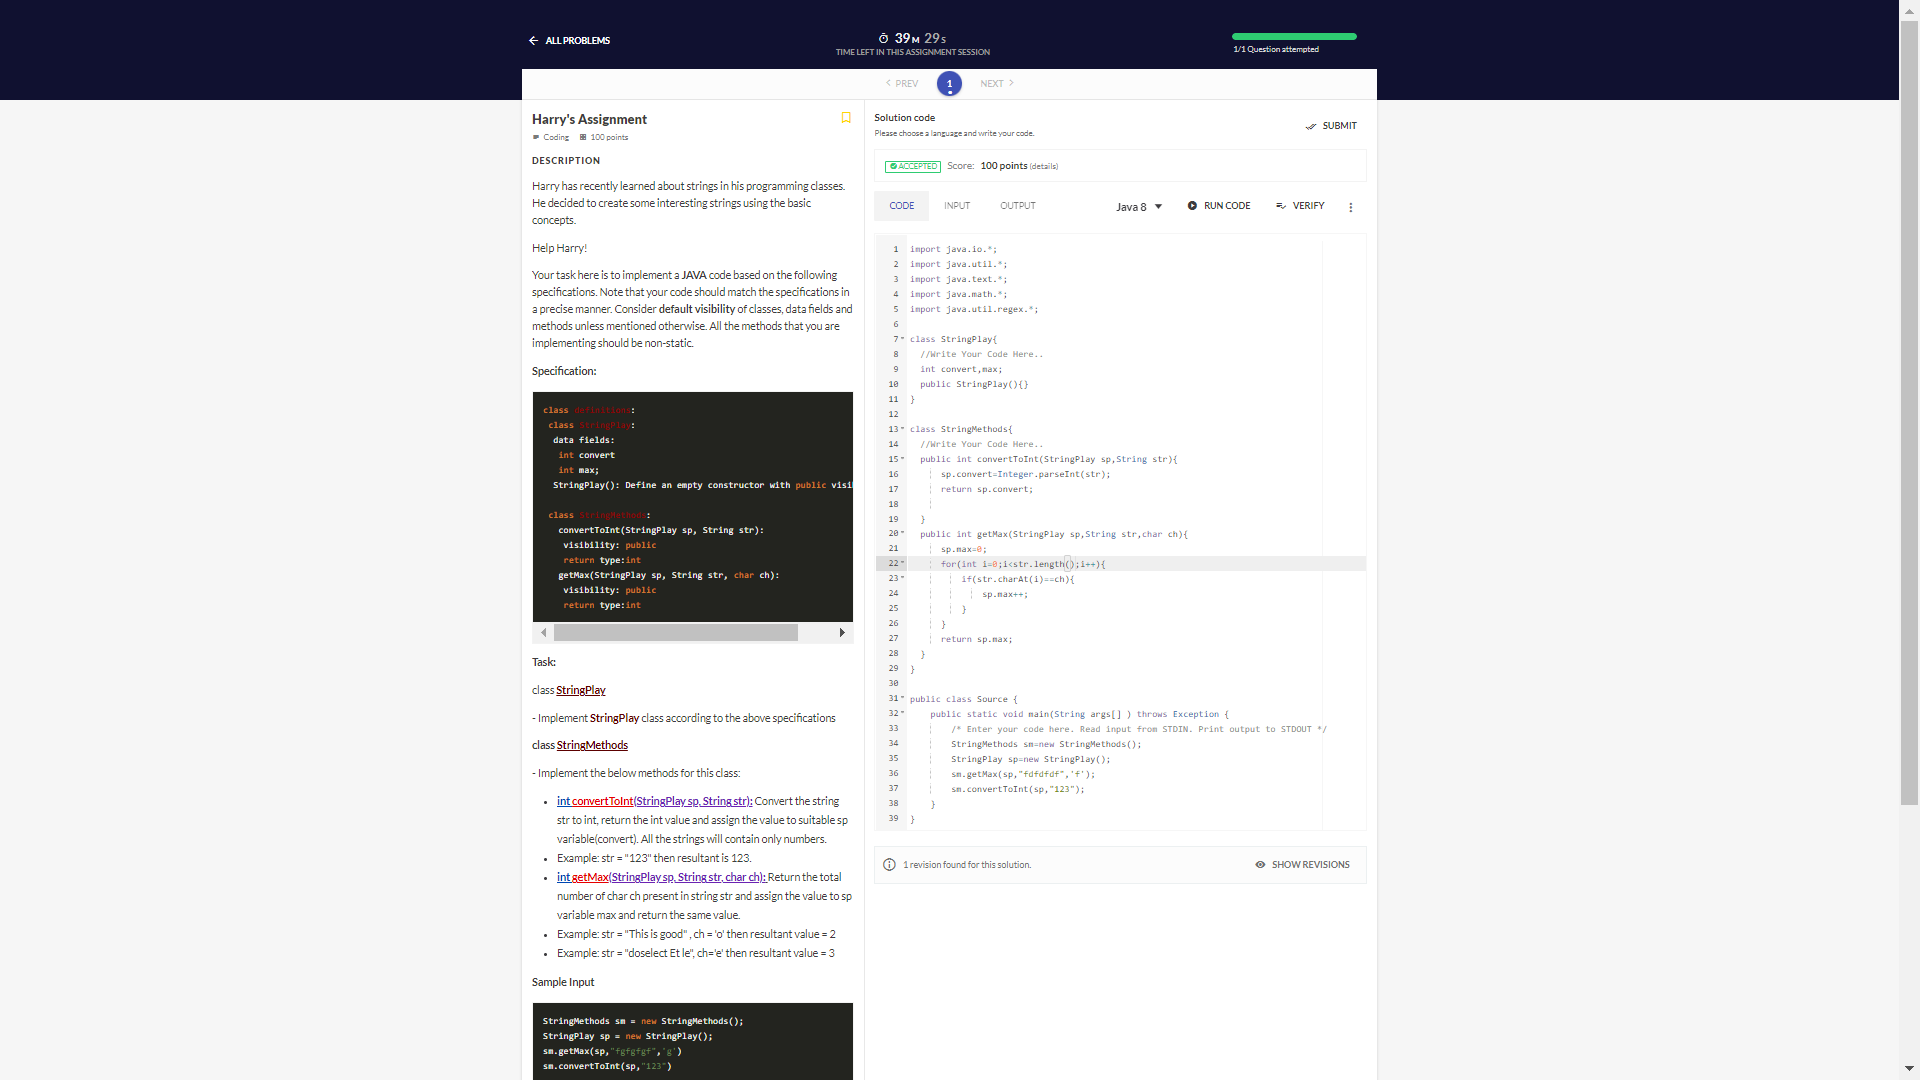 ALL PROBLEMS
39M 29S
TIME LEFT IN THIS ASSIGNMENT SESSION
1/1 Question attempted
PREV
1
NEXT
Harry's Assignment
Coding 100 points
DESCRIPTION
Harry has recently learned about strings in his programming classes.
He decided to create some interesting strings using the basic
concepts.
Help Harry!
Your task here is to implement a JAVA code based on the following
specifications. Note that your code should match the specifications in
a precise manner. Consider default visibility of classes, data fields and
methods unless mentioned otherwise. All the methods that you are
implementing should be non-static.
Specification:
class Definitions:
class StringPlay:
data fields:
int convert
int max;
StringPlay(): Define an empty constructor with public visi
class StringMethods:
convertToInt(StringPlay sp, String str):
visibility: public
return type:int
getMax(StringPlay sp, String str, char ch):
visibility: public
return type:int
Task:
class StringPlay
- Implement StringPlay class according to the above specifications
class StringMethods
- Implement the below methods for this class:
• int convertToInt(StringPlay sp, String str): Convert the string
str to int, return the int value and assign the value to suitable sp
variable(convert). All the strings will contain only numbers.
• Example: str = "123" then resultant is 123.
• int getMax(StringPlay sp, String str, char ch): Return the total
number of char ch present in string str and assign the value to sp
variable max and return the same value.
• Example: str = "This is good" , ch = 'o' then resultant value = 2
• Example: str = "doselect Et le", ch='e' then resultant value = 3
Sample Input
StringMethods sm = new StringMethods();
StringPlay sp = new StringPlay();
sm.getMax(sp,"fgfgfgf",'g')
sm.convertToInt(sp,"123")
Solution code
Please choose a language and write your code.
SUBMIT
ACCEPTED Score: 100 points (details)
CODE INPUT OUTPUT Java 8 RUN CODE VERIFY
1 import java.io.*;
2 import java.util.*;
3 import java.text.*;
4 import java.math.*;
5 import java.util.regex.*;
6
7 class StringPlay{
8 //Write Your Code Here..
9 int convert,max;
10 public StringPlay(){}
11 }
12
13 class StringMethods{
14 //Write Your Code Here..
15 public int convertToInt(StringPlay sp,String str){
16 sp.convert=Integer.parseInt(str);
17 return sp.convert;
18
19 }
20 public int getMax(StringPlay sp,String str,char ch){
21 sp.max=0;
22 for(int i=0;i<str.length();i++){
23 if(str.charAt(i)==ch){
24 sp.max++;
25 }
26 }
27 return sp.max;
28 }
29 }
30
31 public class Source {
32 public static void main(String args[] ) throws Exception {
33 /* Enter your code here. Read input from STDIN. Print output to STDOUT */
34 StringMethods sm=new StringMethods();
35 StringPlay sp=new StringPlay();
36 sm.getMax(sp,"fdfdfdf",'f');
37 sm.convertToInt(sp,"123");
38 }
39 }
1 revision found for this solution.
SHOW REVISIONS